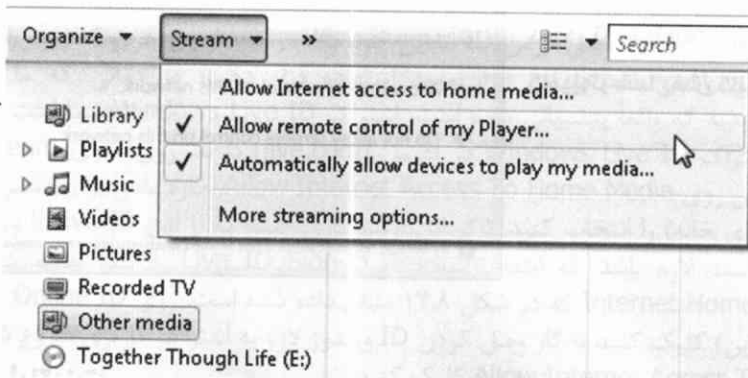 Organize Stream » Search
Allow Internet access to home media...
Library
Allow remote control of my Player...
Playlists
Automatically allow devices to play my media...
Music
Videos
More streaming options...
Pictures
Recorded TV
Other media
Together Though Life (E:)